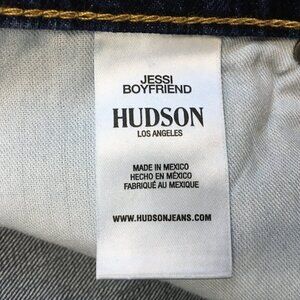 JESSI
BOYFRIEND
HUDSON
LOS ANGELES
MADE IN MEXICO
HECHO EN MÉXICO
FABRIQUÉ AU MEXIQUE
WWW.HUDSONJEANS.COM